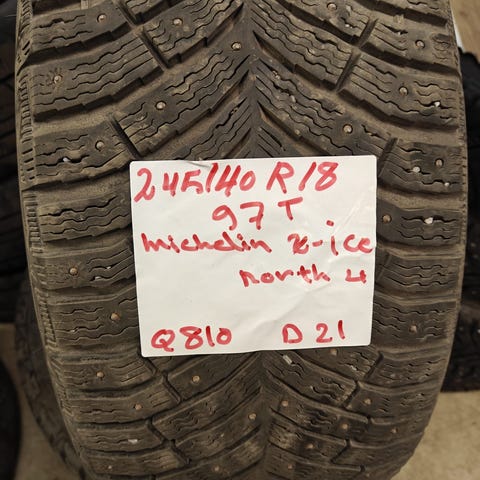 245/40 R18
97 T
michelin x-ice
north 4
Q810 D21